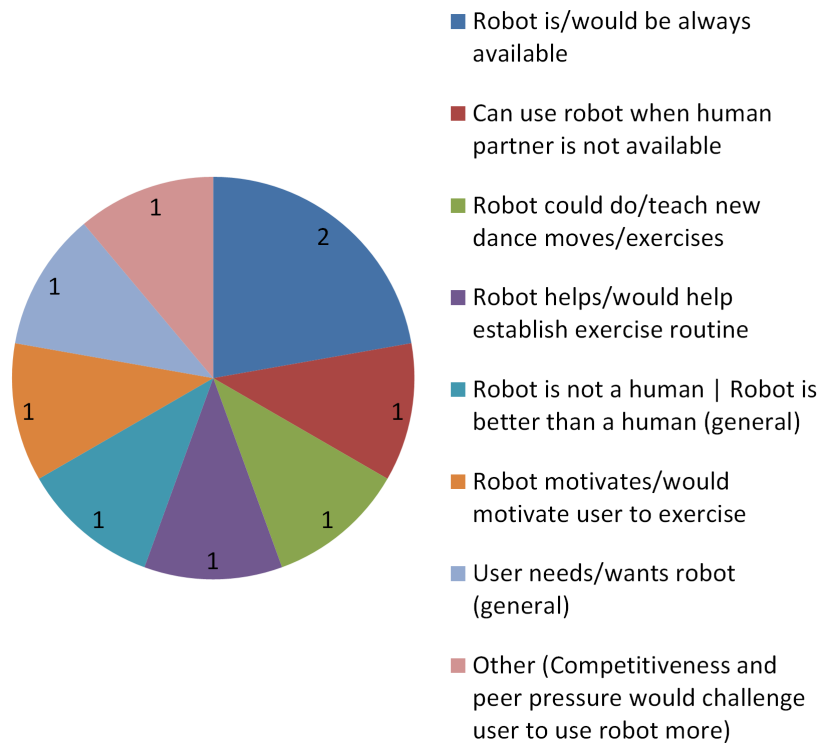 Robot is/would be always
available
Can use robot when human
partner is not available
Robot could do/teach new
dance moves/exercises
Robot helps/would help
establish exercise routine
Robot is not a human | Robot is
better than a human (general)
Robot motivates/would
motivate user to exercise
User needs/wants robot
(general)
Other (Competitiveness and
peer pressure would challenge
user to use robot more)
2
1
1
1
1
1
1
1